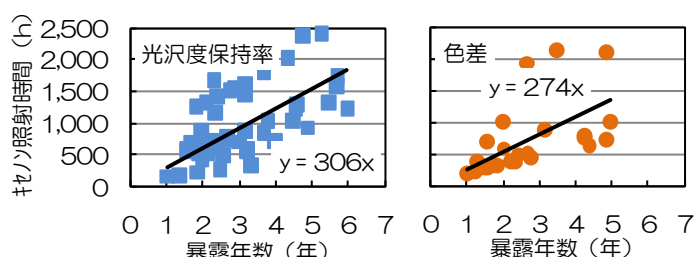 キセノン照射時間（h）
2,500
2,000
1,500
1,000
500
0
光沢度保持率
y = 306x
0 1 2 3 4 5 6 7
暴露年数（年）
色差
y = 274x
0 1 2 3 4 5 6 7
暴露年数（年）